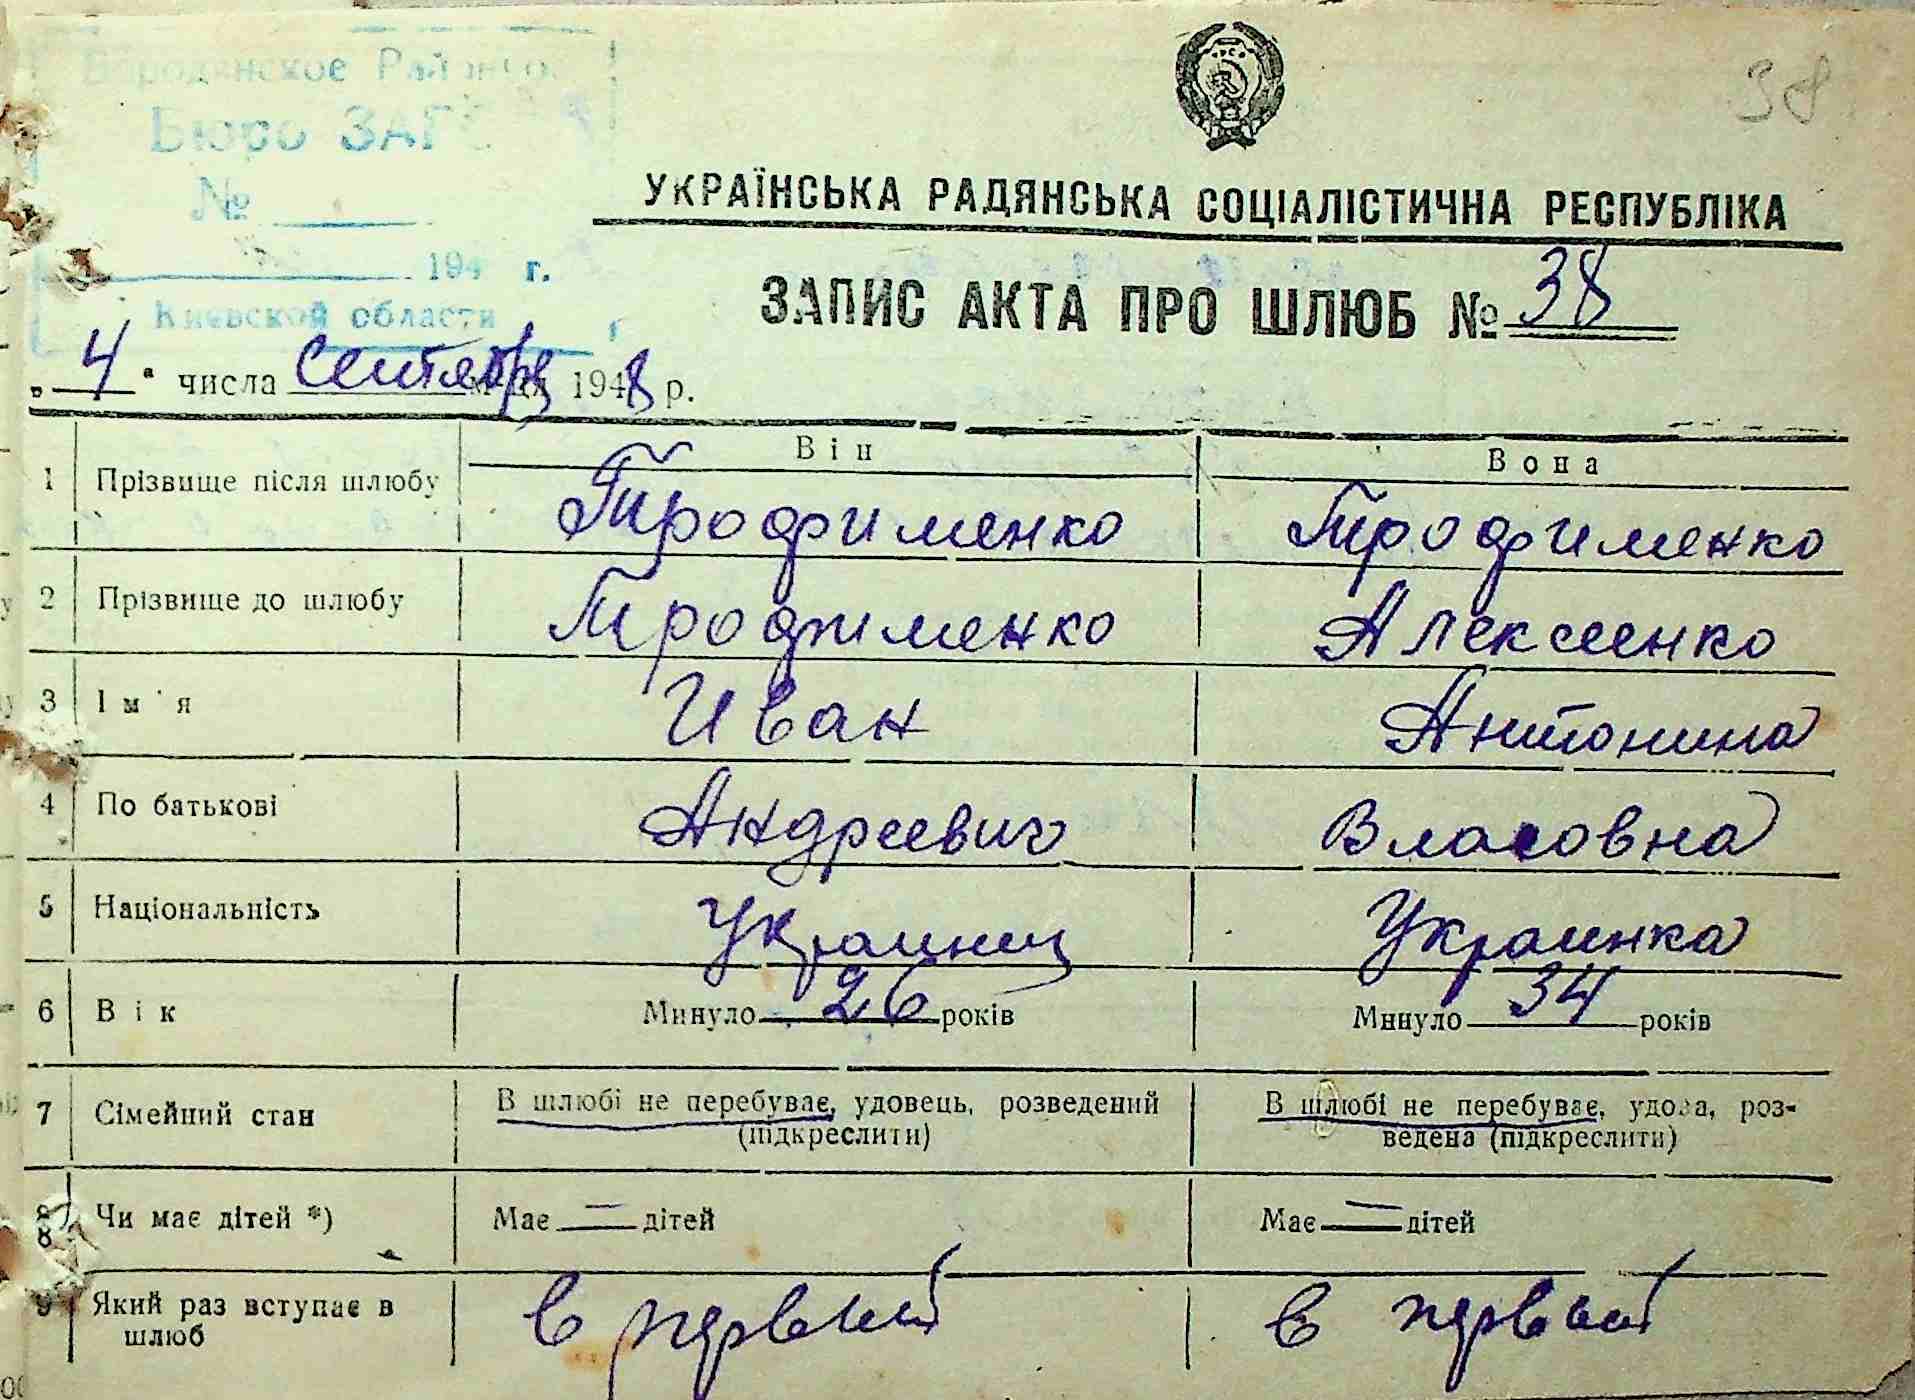 38
Бородянское Районное
Бюро ЗАГС
№
194 г.
Киевской области
УКРАЇНСЬКА РАДЯНСЬКА СОЦІАЛІСТИЧНА РЕСПУБЛІКА
ЗАПИС АКТА ПРО ШЛЮБ № 38
„4“ числа Сентября м-ця 1948 р.
Він Вона
1 Прізвище після шлюбу Трофименко Трофименко
2 Прізвище до шлюбу Трофименко Алексеенко
3 Ім'я Иван Антонина
4 По батькові Андреевич Власовна
5 Національність Украинец Украинка
6 Вік Минуло 26 років Минуло 34 років
7 Сімейний стан В шлюбі не перебуває, удовець, розведений В шлюбі не перебуває, удова, роз-
(підкреслити) ведена (підкреслити)
8 Чи має дітей *) Має — дітей Має — дітей
9 Який раз вступає в в первый в первый
шлюб